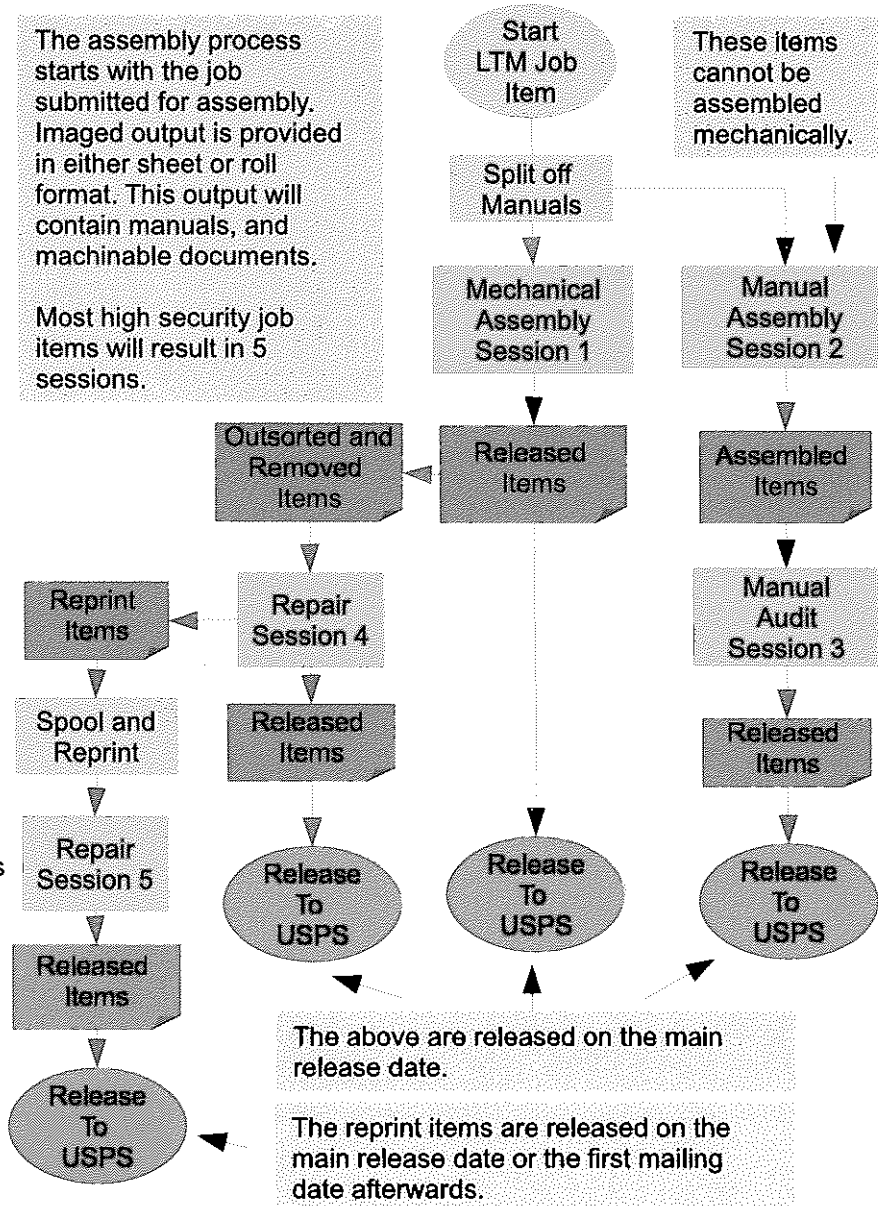 The assembly process
starts with the job
submitted for assembly.
Imaged output is provided
in either sheet or roll
format. This output will
contain manuals, and
machinable documents.
Most high security job
items will result in 5
sessions.
Start
LTM Job
Item
These items
cannot be
assembled
mechanically.
Split off
Manuals
Mechanical
Assembly
Session 1
Manual
Assembly
Session 2
Outsorted and
Removed
Items
Released
Items
Assembled
Items
Reprint
Items
Repair
Session 4
Manual
Audit
Session 3
Spool and
Reprint
Released
Items
Released
Items
s
Repair
Session 5
Release
To
USPS
Release
To
USPS
Release
To
USPS
Released
Items
The above are released on the main
release date.
Release
To
USPS
The reprint items are released on the
main release date or the first mailing
date afterwards.